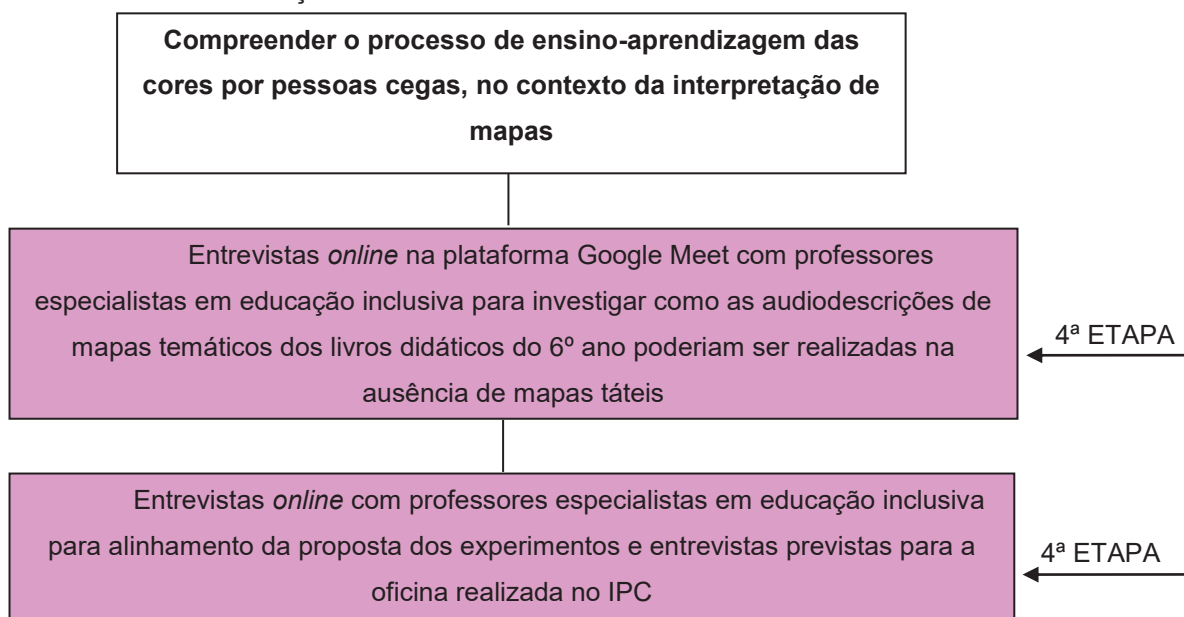 Compreender o processo de ensino-aprendizagem das
cores por pessoas cegas, no contexto da interpretação de
mapas
Entrevistas online na plataforma Google Meet com professores
especialistas em educação inclusiva para investigar como as audiodescrições de
mapas temáticos dos livros didáticos do 6º ano poderiam ser realizadas na
ausência de mapas táteis
4ª ETAPA
Entrevistas online com professores especialistas em educação inclusiva
para alinhamento da proposta dos experimentos e entrevistas previstas para a
oficina realizada no IPC
4ª ETAPA